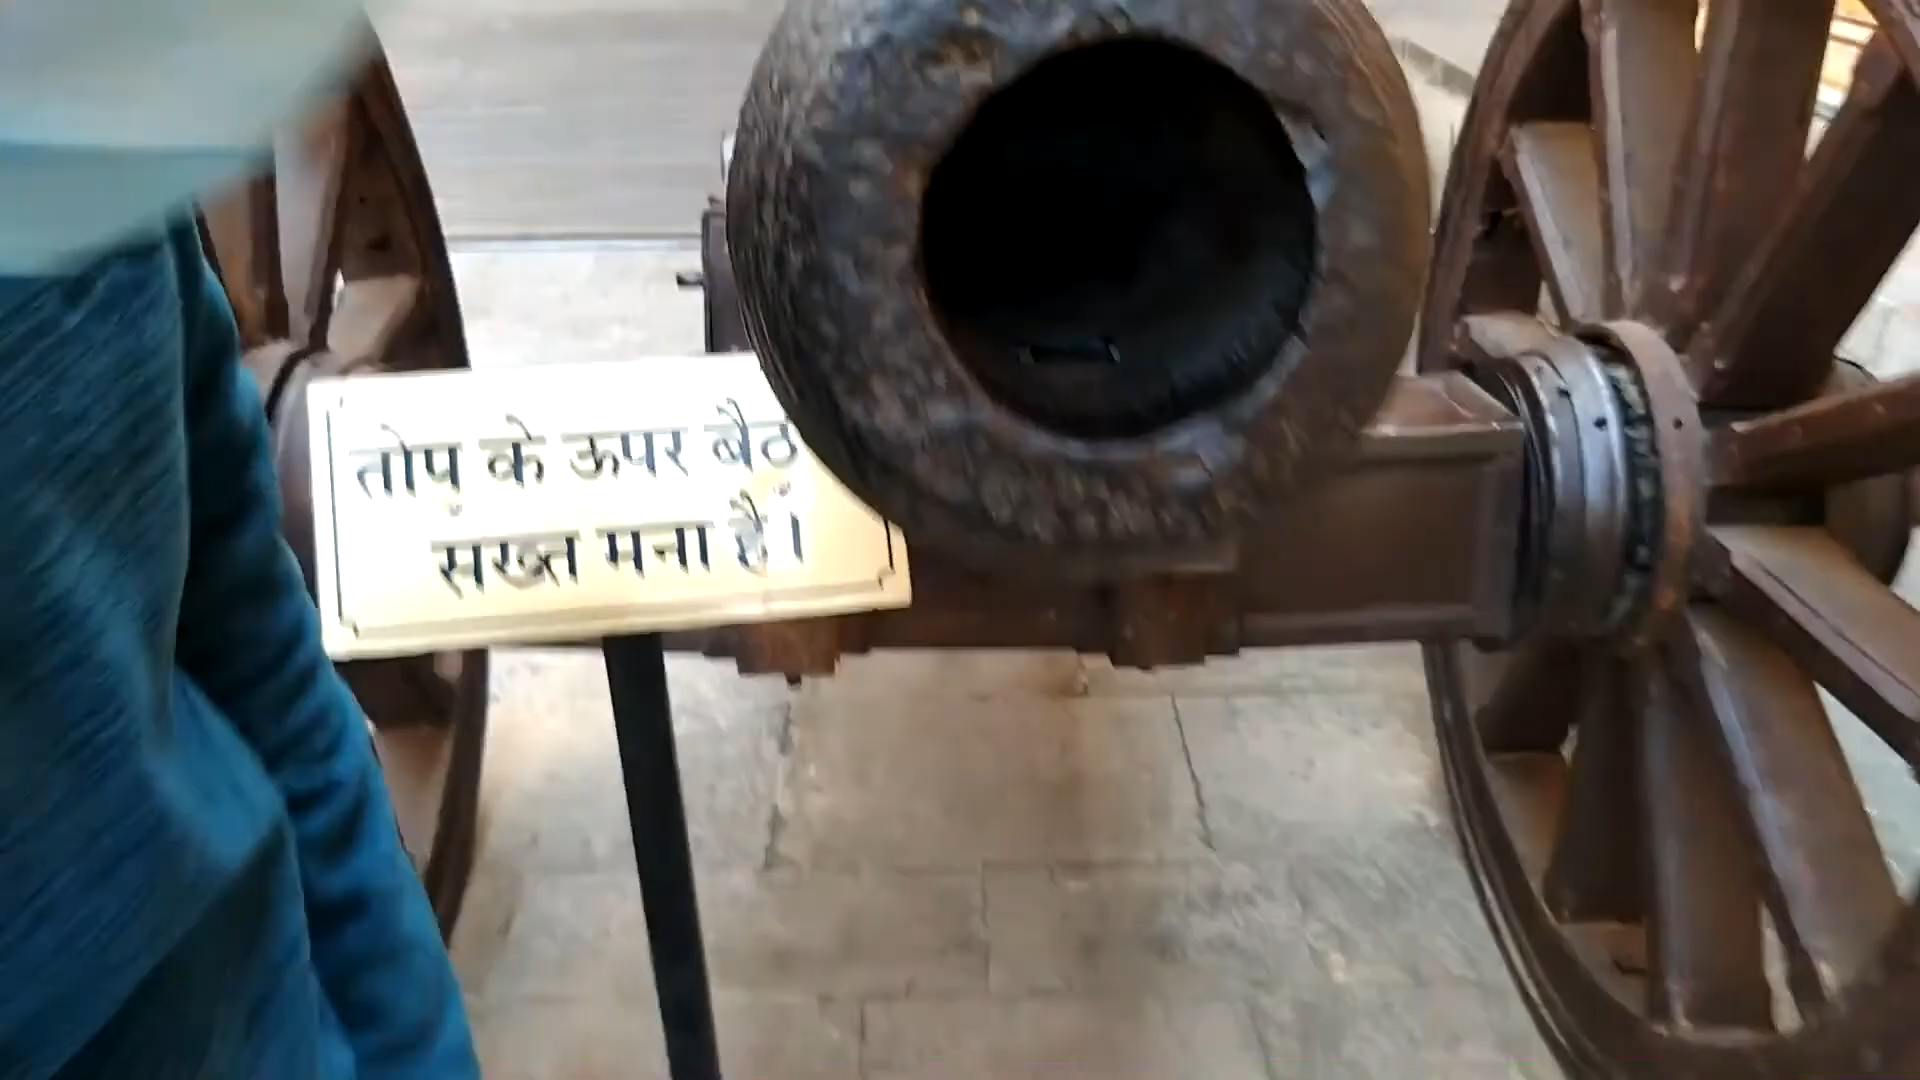 तोप के ऊपर बैठ
सख्त मना है।